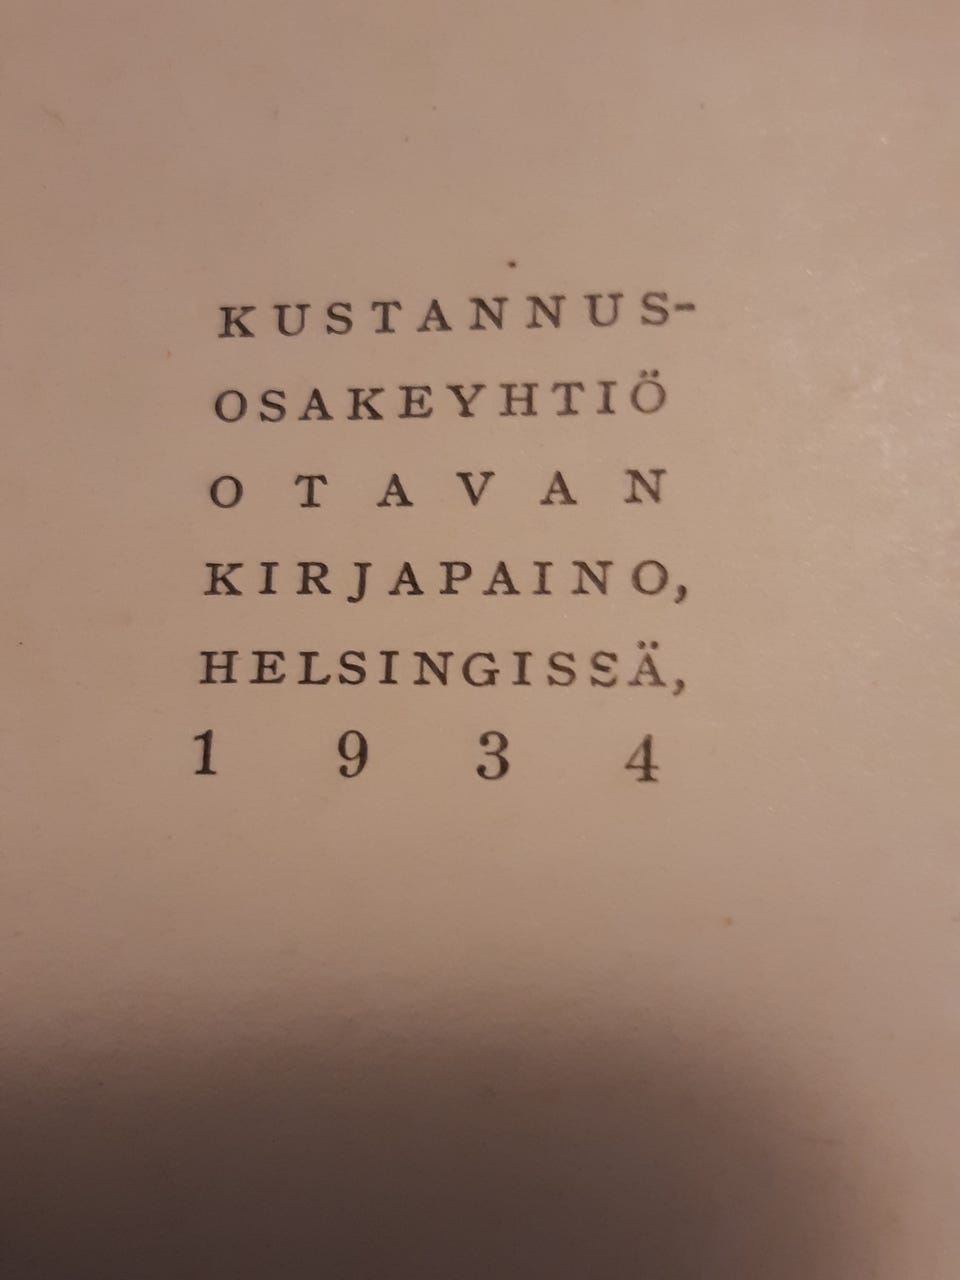 KUSTANNUS-
OSAKEYHTIÖ
OTAVAN
KIRJAPAINO,
HELSINGISSÄ,
1934